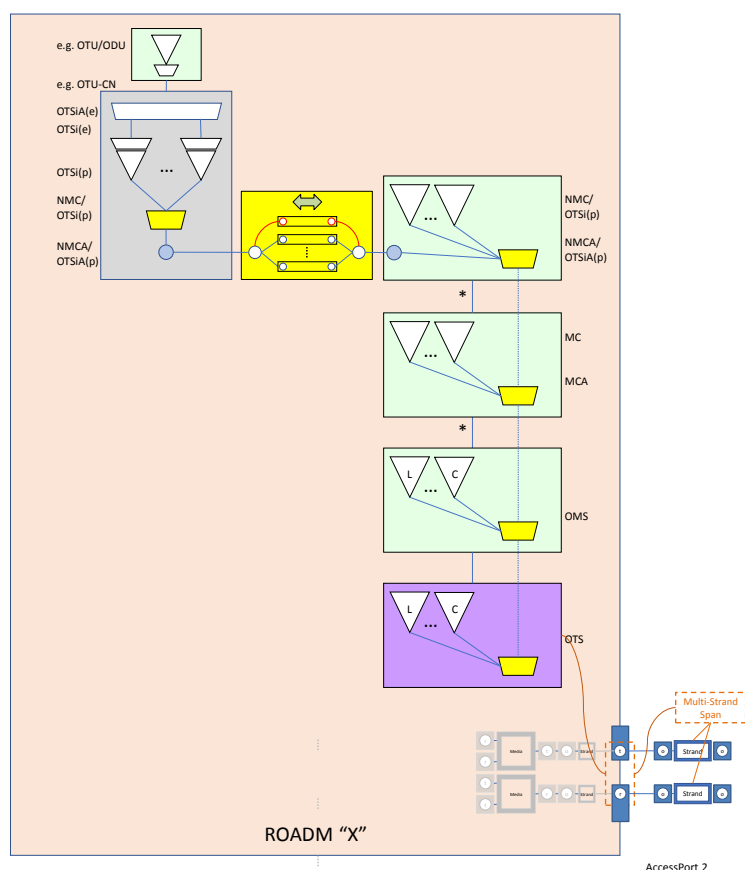 e.g. OTU/ODU
e.g. OTU-CN
OTSiA(e)
OTSi(e)
OTSi(p)
...
NMC/
OTSi(p)
NMCA/
OTSiA(p)
...
NMC/
OTSi(p)
NMCA/
OTSiA(p)
*
...
MC
MCA
*
L
C
...
OMS
L
C
...
OTS
Multi-Strand
Span
Media
Strand
t
o
Strand
o
Media
Strand
r
o
Strand
o
ROADM “X”
AccessPort 2